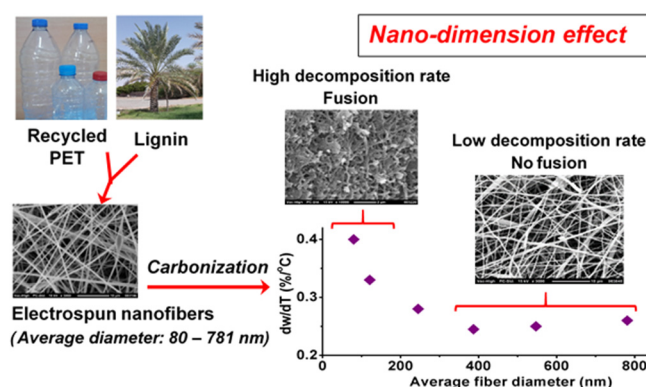 Nano-dimension effect
High decomposition rate
Fusion
Recycled
PET
Lignin
Low decomposition rate
No fusion
Carbonization
Electrospun nanofibers
(Average diameter: 80 – 781 nm)
dw/dT (%/°C)
0.4
0.3
0.2
0
200
400
600
800
Average fiber diameter (nm)